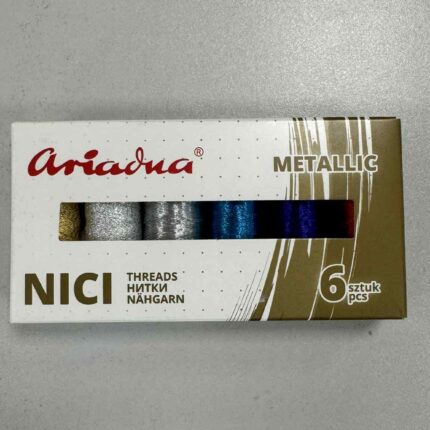 ariadna®
METALLIC
NICI
THREADS
НИТКИ
NÄHGARN
6 sztuk
pcs